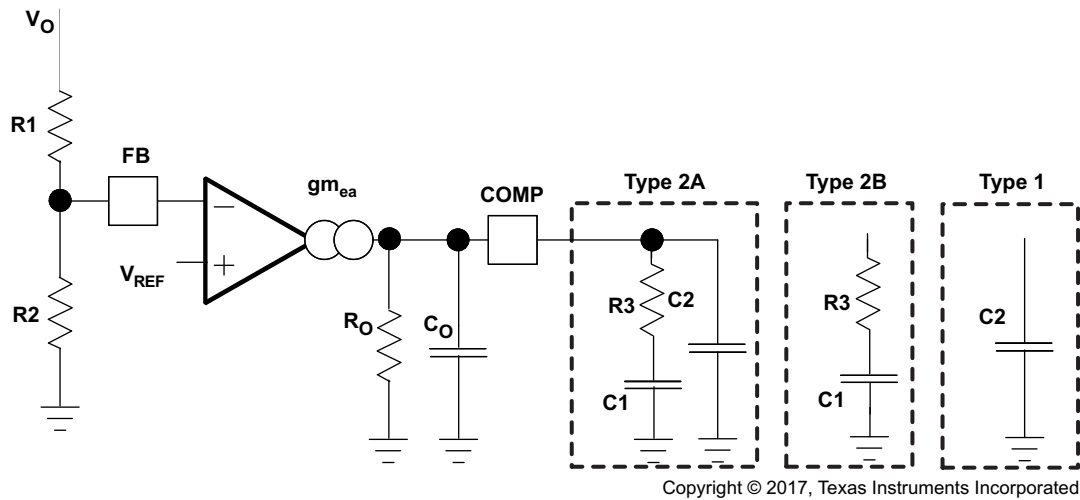 VO
R1
FB
gmea
COMP
Type 2A
Type 2B
Type 1
VREF
R2
RO
CO
R3
C2
C1
R3
C1
C2
Copyright © 2017, Texas Instruments Incorporated